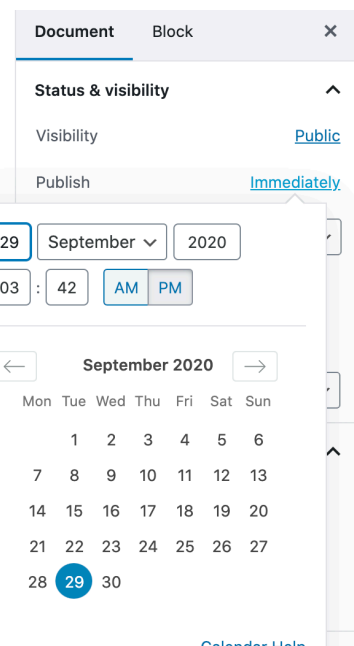 Document Block ×
Status & visibility
Visibility Public
Publish Immediately
29 September 2020
03 : 42 AM PM
← September 2020 →
Mon Tue Wed Thu Fri Sat Sun
1 2 3 4 5 6
7 8 9 10 11 12 13
14 15 16 17 18 19 20
21 22 23 24 25 26 27
28 29 30
Calendar Help